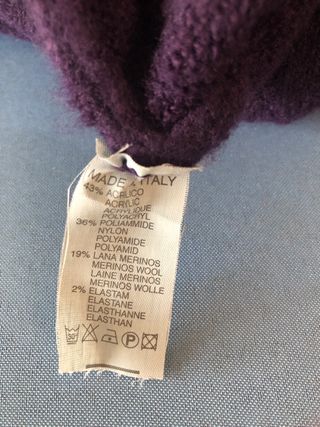 MADE ITALY
43% ACRILICO
ACRYLIC
ACRYLIQUE
POLYACRYL
36% POLIAMMIDE
NYLON
POLYAMIDE
POLYAMID
19% LANA MERINOS
MERINOS WOOL
LAINE MERINOS
MERINOS WOLLE
2% ELASTAM
ELASTANE
ELASTHANNE
ELASTHAN
30°
P